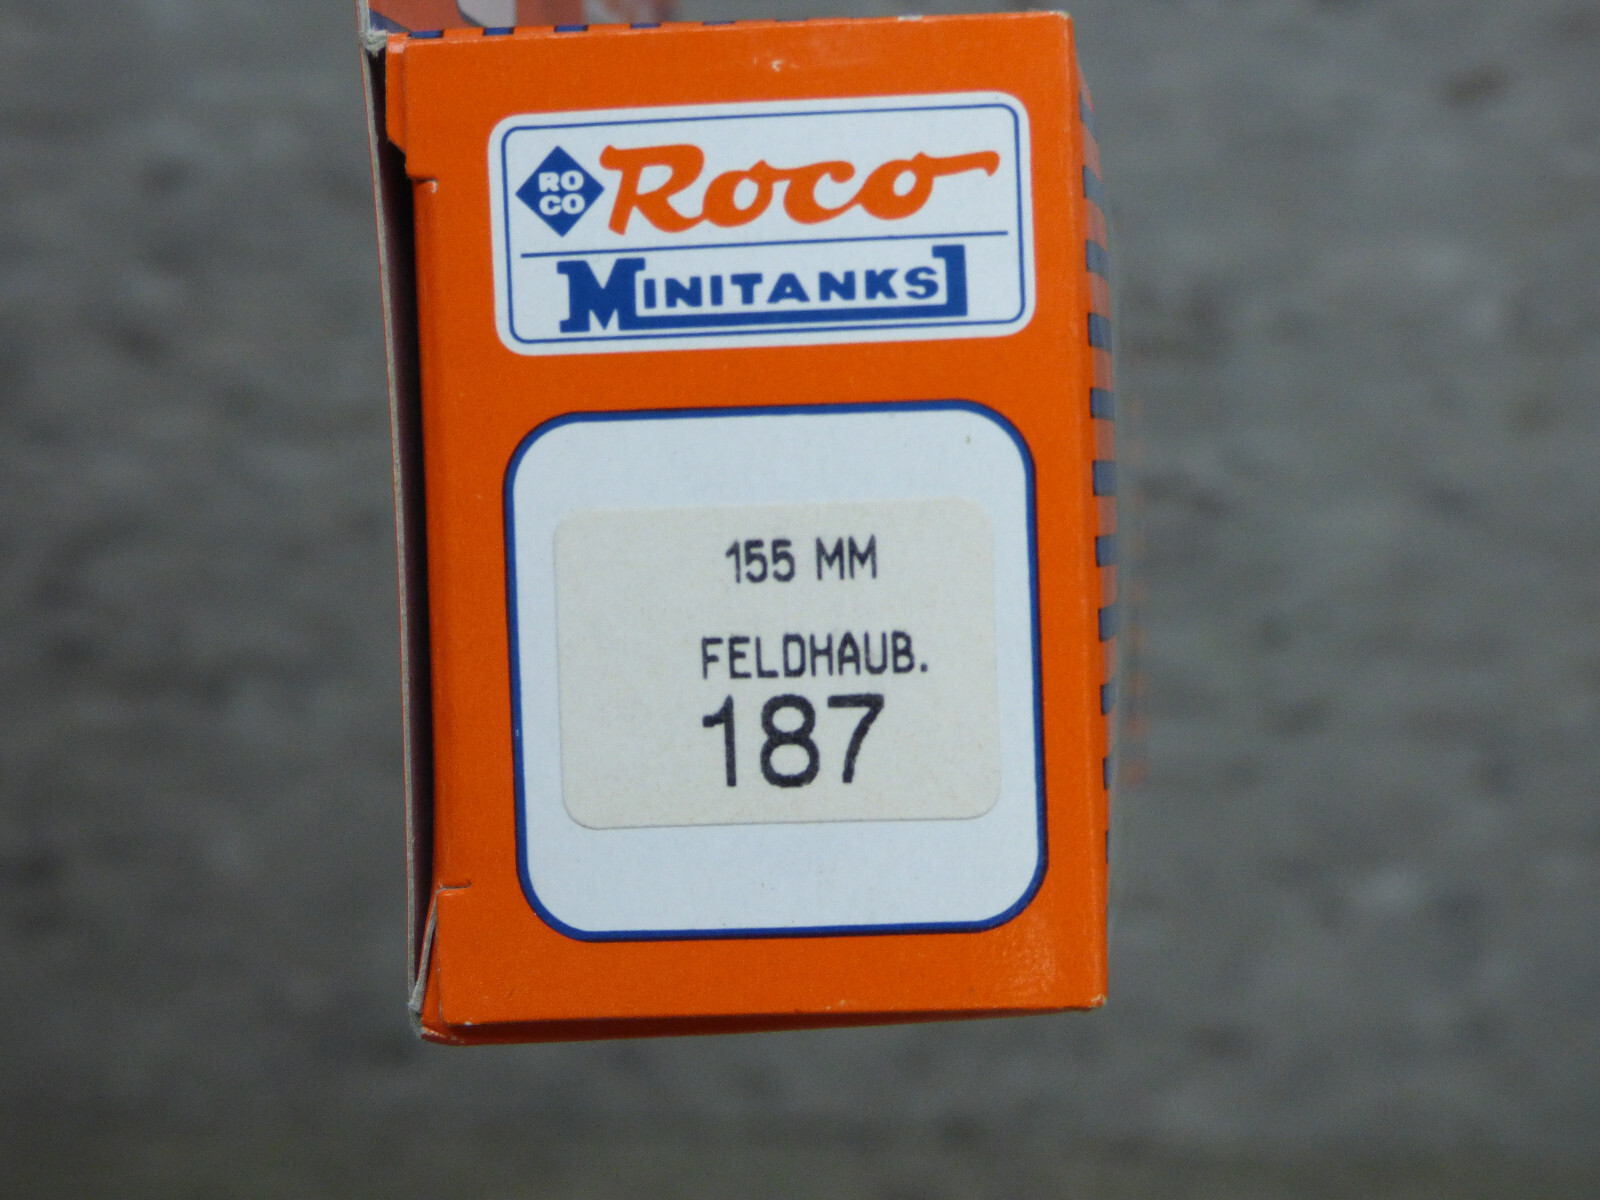 RO
CO
Roco
MINITANKS
155 MM
FELDHAUB.
187